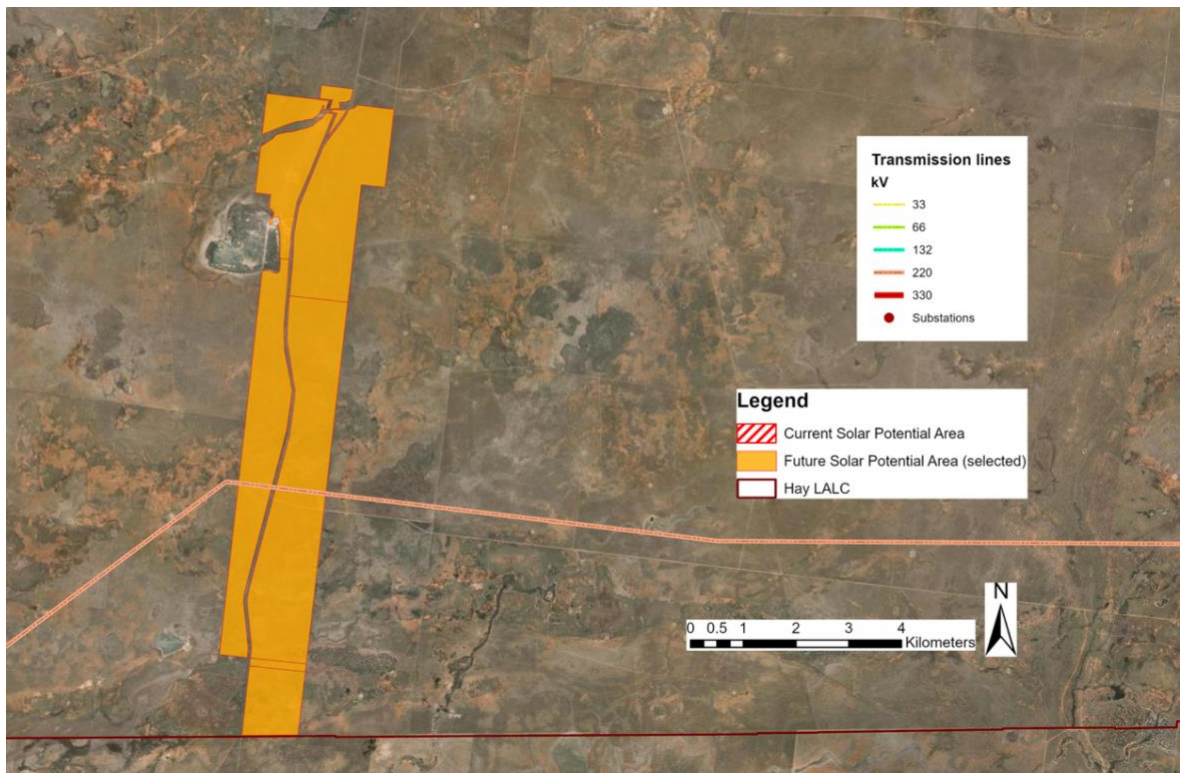 Transmission lines
kV
33
66
132
220
330
Substations
Legend
Current Solar Potential Area
Future Solar Potential Area (selected)
Hay LALC
N
0 0.5 1 2 3 4
Kilometers